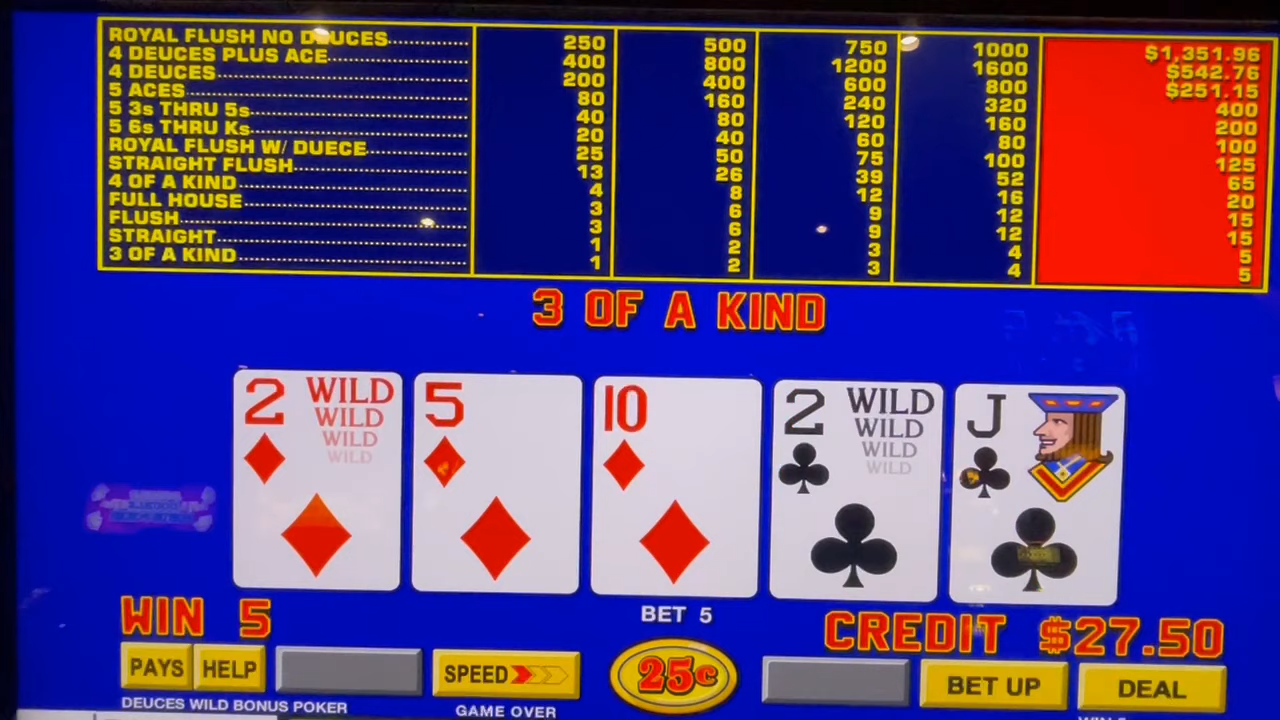 ROYAL FLUSH NO DEUCES 250 500 750 1000 $1,351.96
4 DEUCES PLUS ACE 400 800 1200 1600 $542.76
4 DEUCES 200 400 600 800 $251.15
5 ACES 80 160 240 320 400
5 3s THRU 5s 40 80 120 160 200
5 6s THRU Ks 20 40 60 80 100
ROYAL FLUSH W/ DUECE 25 50 75 100 125
STRAIGHT FLUSH 13 26 39 52 65
4 OF A KIND 4 8 12 16 20
FULL HOUSE 3 6 9 12 15
FLUSH 3 6 9 12 15
STRAIGHT 1 2 3 4 5
3 OF A KIND 1 2 3 4 5
3 OF A KIND
2 WILD 5 10 2 WILD J
WILD WILD
WILD WILD
WILD WILD
BET 5
WIN 5 CREDIT $27.50
PAYS HELP SPEED 25¢ BET UP DEAL
DEUCES WILD BONUS POKER GAME OVER